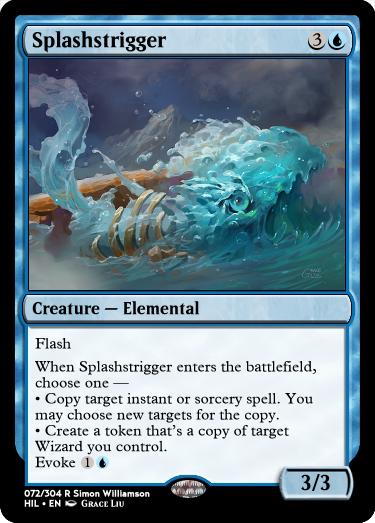 Splashstrigger 3
Creature — Elemental
Flash
When Splashstrigger enters the battlefield,
choose one —
• Copy target instant or sorcery spell. You
may choose new targets for the copy.
• Create a token that's a copy of target
Wizard you control.
Evoke 1
3/3
072/304 R Simon Williamson
HIL • EN Grace Liu